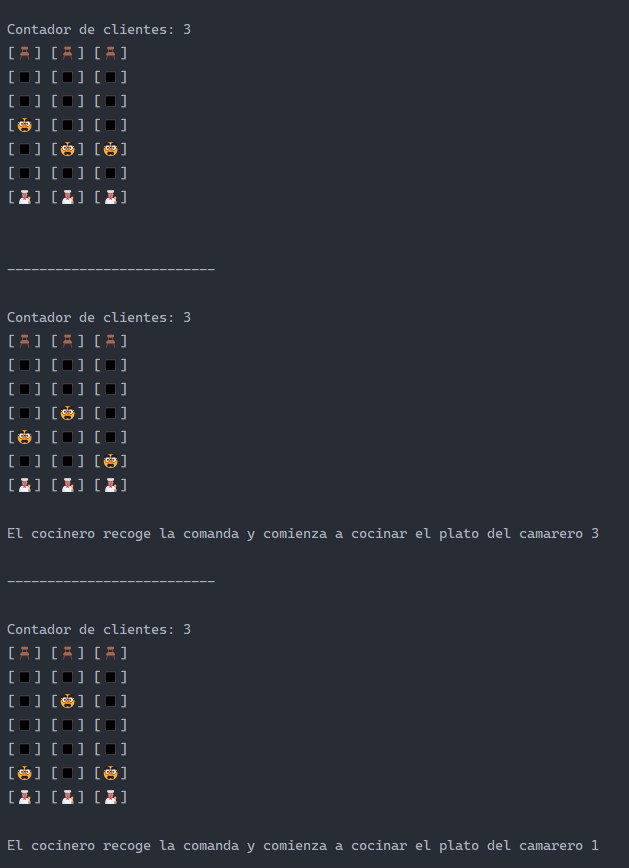 Contador de clientes: 3
[🪑] [🪑] [🪑]
[◾] [◾] [◾]
[◾] [◾] [◾]
[🤠] [◾] [◾]
[◾] [🤠] [🤠]
[◾] [◾] [◾]
[👨‍🍳] [👨‍🍳] [👨‍🍳]
---------------------------
Contador de clientes: 3
[🪑] [🪑] [🪑]
[◾] [◾] [◾]
[◾] [◾] [◾]
[◾] [🤠] [◾]
[🤠] [◾] [◾]
[◾] [◾] [🤠]
[👨‍🍳] [👨‍🍳] [👨‍🍳]
El cocinero recoge la comanda y comienza a cocinar el plato del camarero 3
---------------------------
Contador de clientes: 3
[🪑] [🪑] [🪑]
[◾] [◾] [◾]
[◾] [🤠] [◾]
[◾] [◾] [◾]
[◾] [◾] [◾]
[🤠] [◾] [🤠]
[👨‍🍳] [👨‍🍳] [👨‍🍳]
El cocinero recoge la comanda y comienza a cocinar el plato del camarero 1